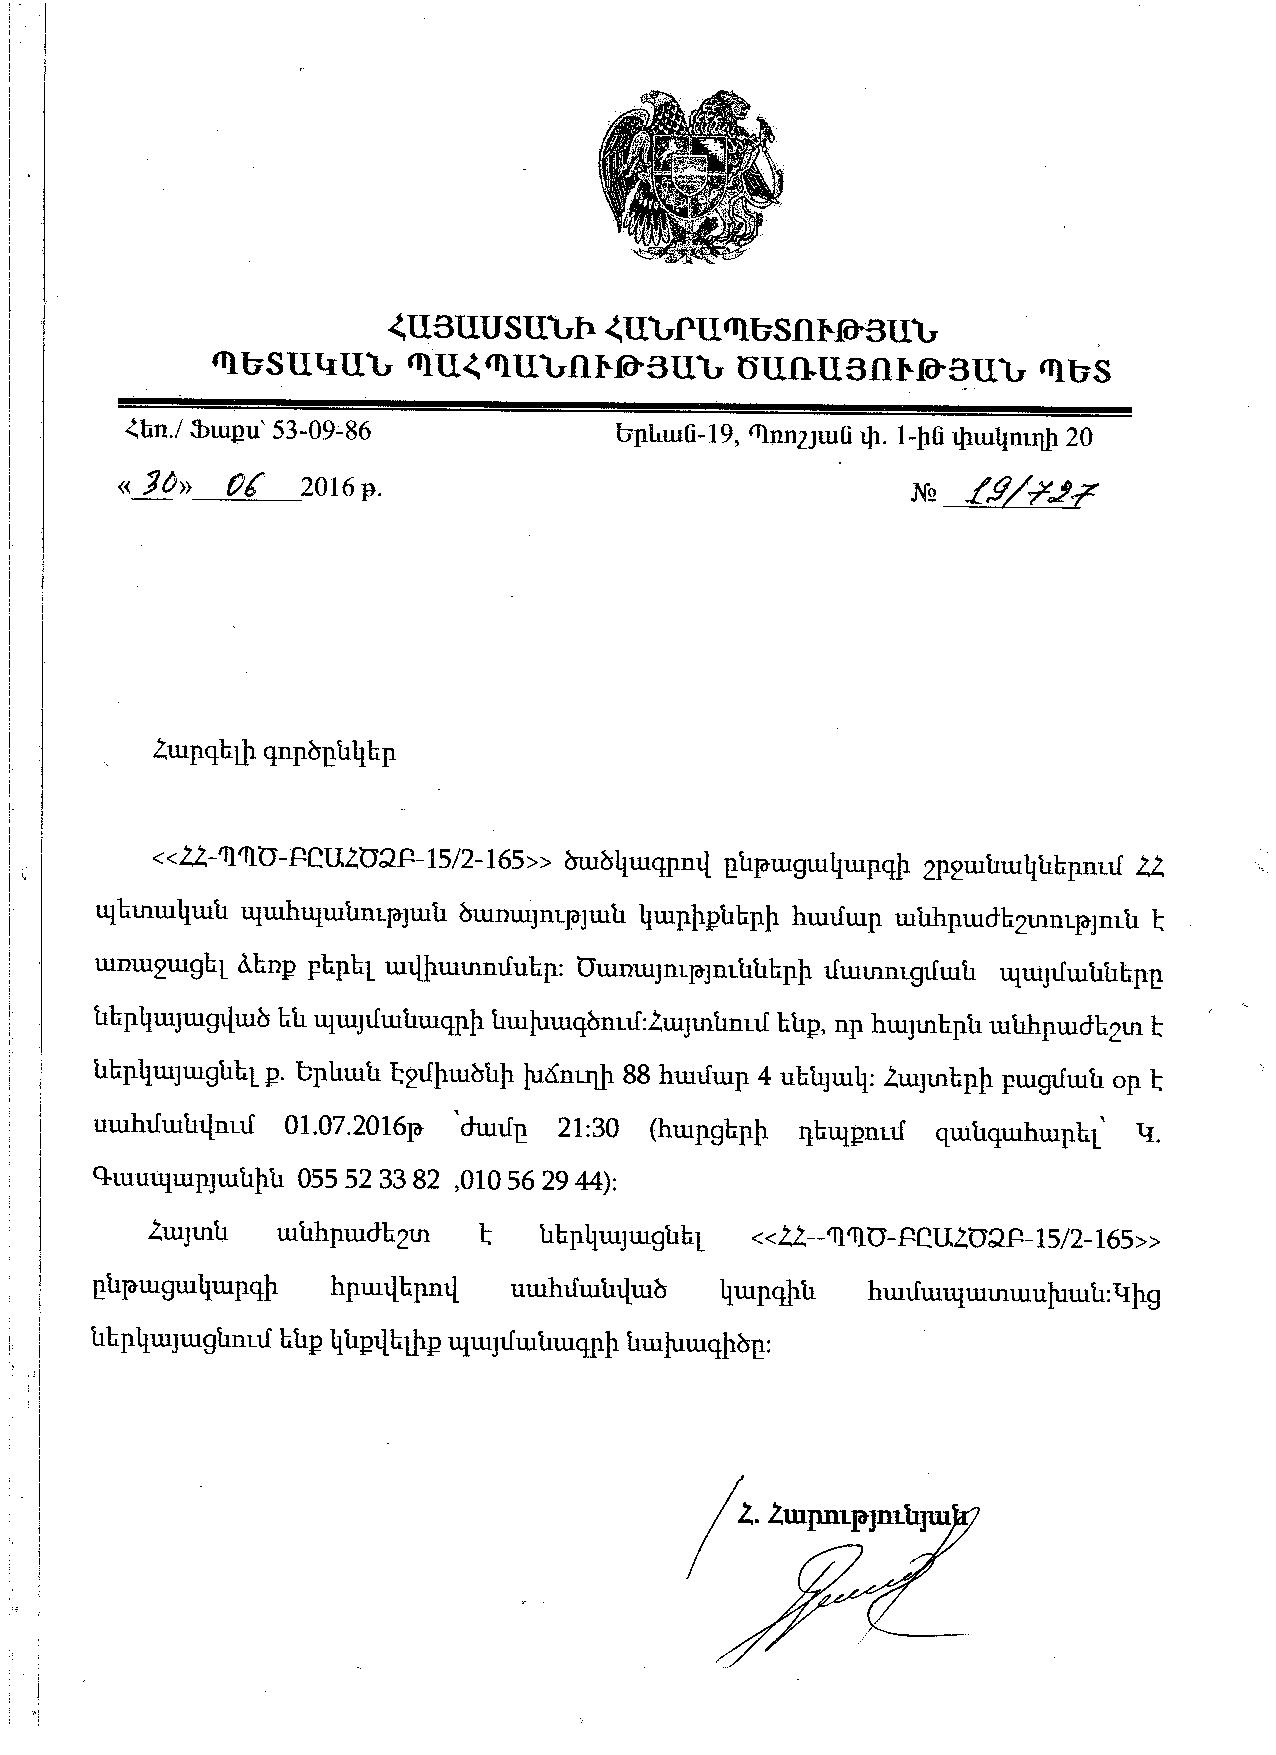 ՀԱՅԱՍՏԱՆԻ ՀԱՆՐԱՊԵՏՈՒԹՅԱՆ
ՊԵՏԱԿԱՆ ՊԱՀՊԱՆՈՒԹՅԱՆ ԾԱՌԱՅՈՒԹՅԱՆ ՊԵՏ
Հեռ./ Ֆաքս՝ 53-09-86 Երևան-19, Պռոշյան փ. 1-ին փակուղի 20
«30» 06 2016 թ. № 19/727
Հարգելի գործընկեր
<<ՀՀ-ՊՊԾ-ԲԸԱՀԾՁԲ-15/2-165>> ծածկագրով ընթացակարգի շրջանակներում ՀՀ
պետական պահպանության ծառայության կարիքների համար անհրաժեշտություն է
առաջացել ձեռք բերել ավիատոմսեր: Ծառայությունների մատուցման պայմանները
ներկայացված են պայմանագրի նախագծում:Հայտնում ենք, որ հայտերն անհրաժեշտ է
ներկայացնել ք. Երևան Էջմիածնի խճուղի 88 համար 4 սենյակ: Հայտերի բացման օր է
սահմանվում 01.07.2016թ ՝ժամը 21:30 (հարցերի դեպքում զանգահարել՝ Կ.
Գասպարյանին 055 52 33 82 ,010 56 29 44):
Հայտն անհրաժեշտ է ներկայացնել <<ՀՀ--ՊՊԾ-ԲԸԱՀԾՁԲ-15/2-165>>
ընթացակարգի հրավերով սահմանված կարգին համապատասխան:Կից
ներկայացնում ենք կնքվելիք պայմանագրի նախագիծը:
Հ. Հարությունյան